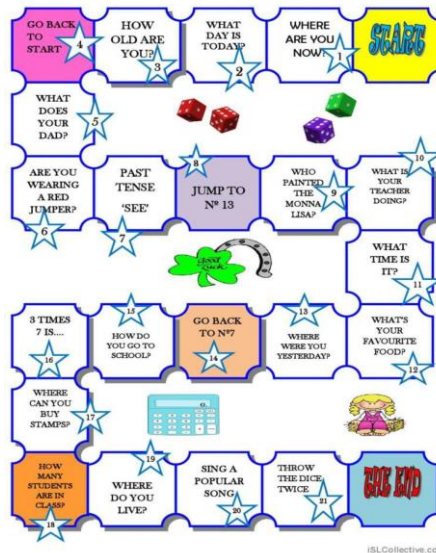 START
WHERE
ARE YOU
NOW?
1
WHAT
DAY IS
TODAY?
2
HOW
OLD ARE
YOU?
3
GO BACK
TO
START
4
WHAT
DOES
YOUR
DAD?
5
ARE YOU
WEARING
A RED
JUMPER?
6
PAST
TENSE
'SEE'
7
JUMP TO
Nº 13
8
WHO
PAINTED
THE
MONNA
LISA?
9
WHAT IS
YOUR
TEACHER
DOING?
10
WHAT
TIME IS
IT?
11
WHAT'S
YOUR
FAVOURITE
FOOD?
12
WHERE
WERE YOU
YESTERDAY?
13
GO BACK
TO Nº7
14
HOW DO
YOU GO TO
SCHOOL?
15
3 TIMES
7 IS....
16
WHERE
CAN YOU
BUY
STAMPS?
17
HOW
MANY
STUDENTS
ARE IN
CLASS?
18
WHERE
DO YOU
LIVE?
19
SING A
POPULAR
SONG
20
THROW
THE DICE
TWICE
21
THE END
iSLCollective.com